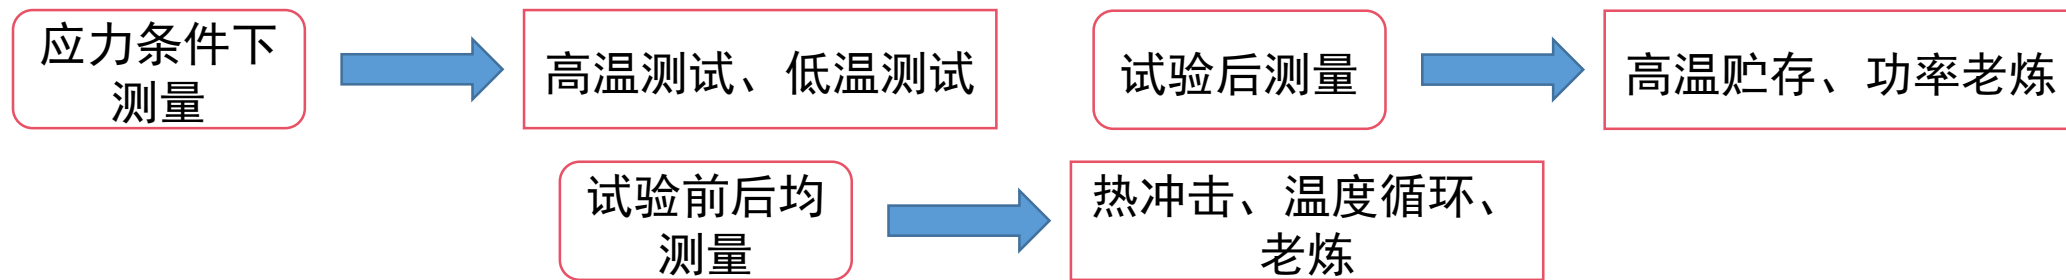 应力条件下
测量
高温测试、低温测试
试验后测量
高温贮存、功率老炼
试验前后均
测量
热冲击、温度循环、
老炼